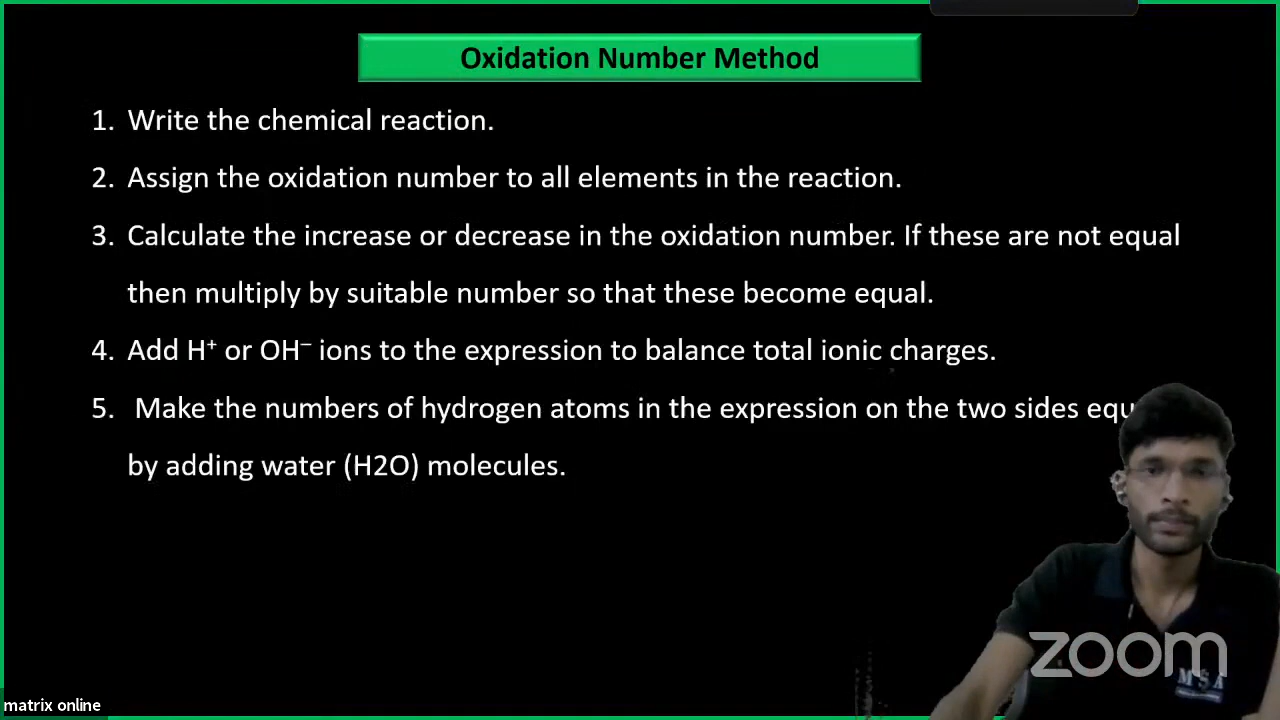 Oxidation Number Method
1. Write the chemical reaction.
2. Assign the oxidation number to all elements in the reaction.
3. Calculate the increase or decrease in the oxidation number. If these are not equal
then multiply by suitable number so that these become equal.
4. Add H⁺ or OH⁻ ions to the expression to balance total ionic charges.
5. Make the numbers of hydrogen atoms in the expression on the two sides equ
by adding water (H2O) molecules.
zoom
MSA
matrix online